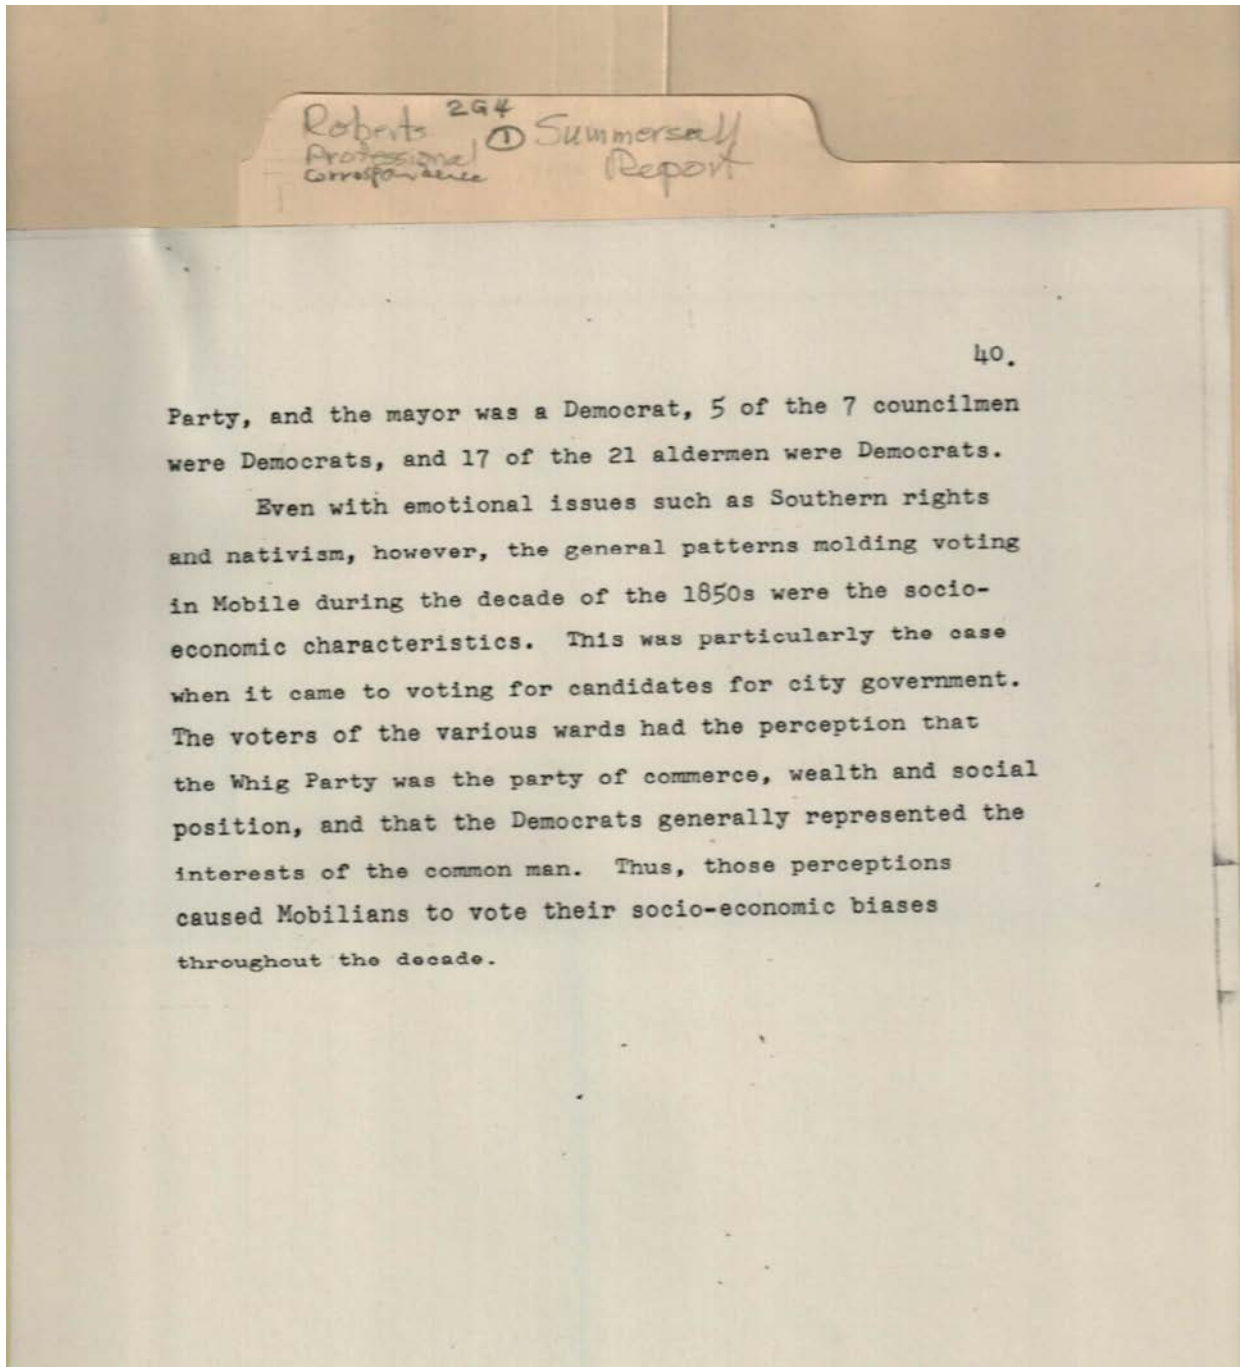 Roberts 2G4 ① Summersell
Professional Report
Correspondence
40.
Party, and the mayor was a Democrat, 5 of the 7 councilmen
were Democrats, and 17 of the 21 aldermen were Democrats.
Even with emotional issues such as Southern rights
and nativism, however, the general patterns molding voting
in Mobile during the decade of the 1850s were the socio-
economic characteristics. This was particularly the case
when it came to voting for candidates for city government.
The voters of the various wards had the perception that
the Whig Party was the party of commerce, wealth and social
position, and that the Democrats generally represented the
interests of the common man. Thus, those perceptions
caused Mobilians to vote their socio-economic biases
throughout the decade.